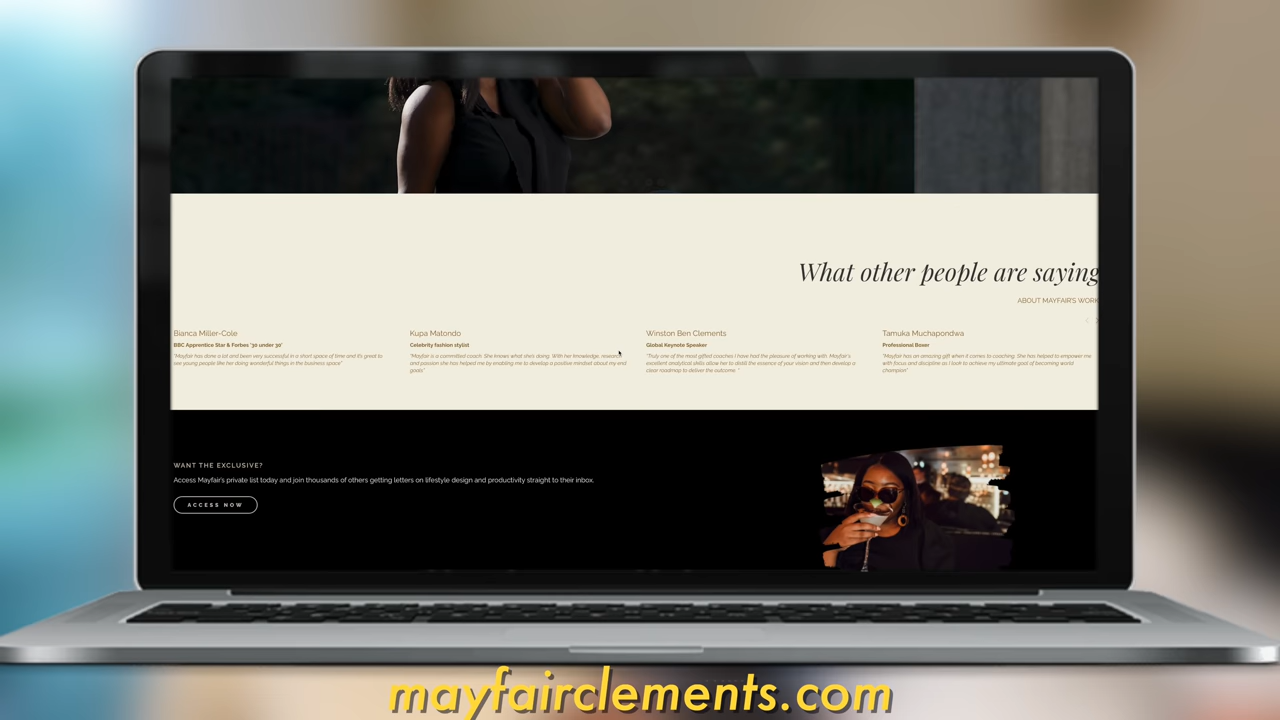 What other people are saying
ABOUT MAYFAIR'S WORK
Bianca Miller-Cole
BBC Apprentice Star & Forbes '30 under 30'
"Mayfair has done a lot and been very successful in a short space of time and it's great to
see young people like her doing wonderful things in the business space"
Kupa Matondo
Celebrity fashion stylist
"Mayfair is a committed coach. She knows what she's doing. With her knowledge,
and passion she has helped me by enabling me to develop a positive mindset about my end
goals"
Winston Ben Clements
Global Keynote Speaker
"Truly one of the most gifted coaches I have had the pleasure of working with. Mayfair's
excellent analytical skills allow her to distill the essence of your vision and then develop a
clear roadmap to deliver the outcome. "
Tamuka Muchapondwa
Professional Boxer
"Mayfair has an amazing gift when it comes to coaching. She has helped to empower me
with focus and discipline as I look to achieve my ultimate goal of becoming world
champion"
WANT THE EXCLUSIVE?
Access Mayfair's private list today and join thousands of others getting letters on lifestyle design and productivity straight to their inbox.
ACCESS NOW
mayfairclements.com